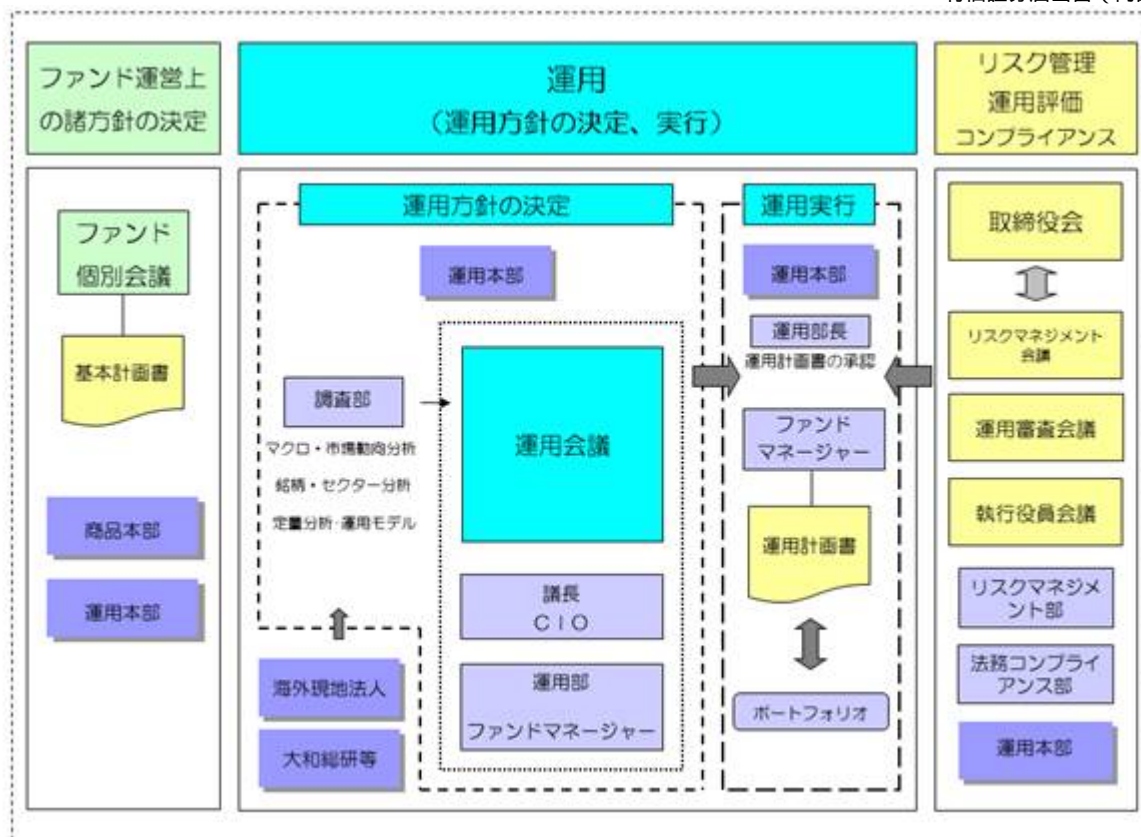 ファンド運営上
の諸方針の決定
運用
（運用方針の決定、実行）
リスク管理
運用評価
コンプライアンス
ファンド
個別会議
基本計画書
商品本部
運用本部
運用方針の決定
運用本部
調査部
マクロ・市場動向分析
銘柄・セクター分析
定量分析・運用モデル
海外現地法人
大和総研等
運用会議
議長
ＣＩＯ
運用部
ファンドマネージャー
運用実行
運用本部
運用部長
運用計画書の承認
ファンド
マネージャー
運用計画書
ポートフォリオ
取締役会
リスクマネジメント
会議
運用審査会議
執行役員会議
リスクマネジメ
ント部
法務コンプライ
アンス部
運用本部